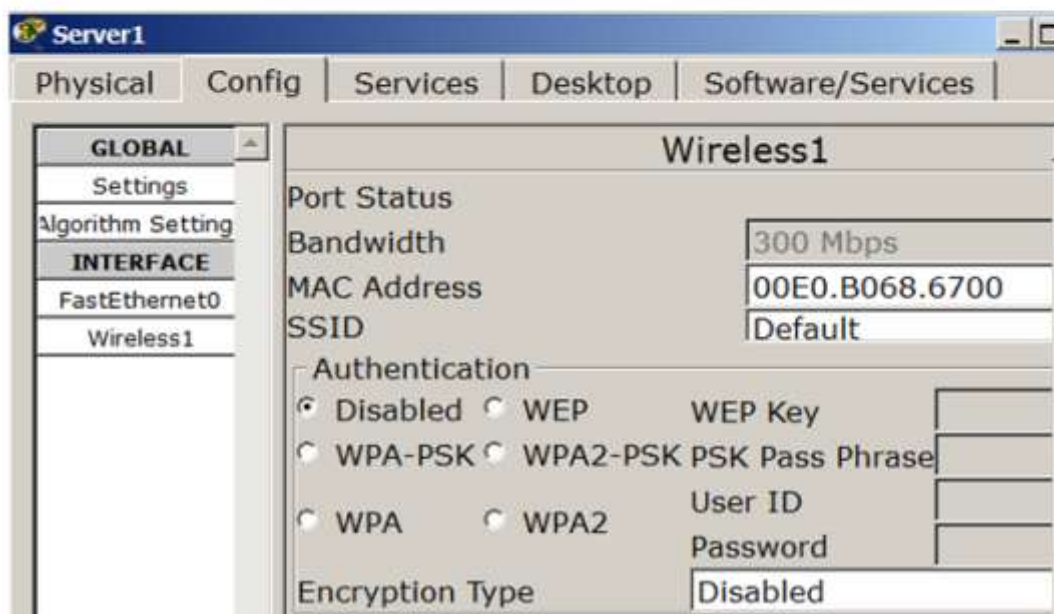 Server1
Physical Config Services Desktop Software/Services
GLOBAL
Settings
Algorithm Setting
INTERFACE
FastEthernet0
Wireless1
Wireless1
Port Status
Bandwidth 300 Mbps
MAC Address 00E0.B068.6700
SSID Default
Authentication
Disabled WEP WEP Key
WPA-PSK WPA2-PSK PSK Pass Phrase
User ID
WPA WPA2
Password
Encryption Type Disabled